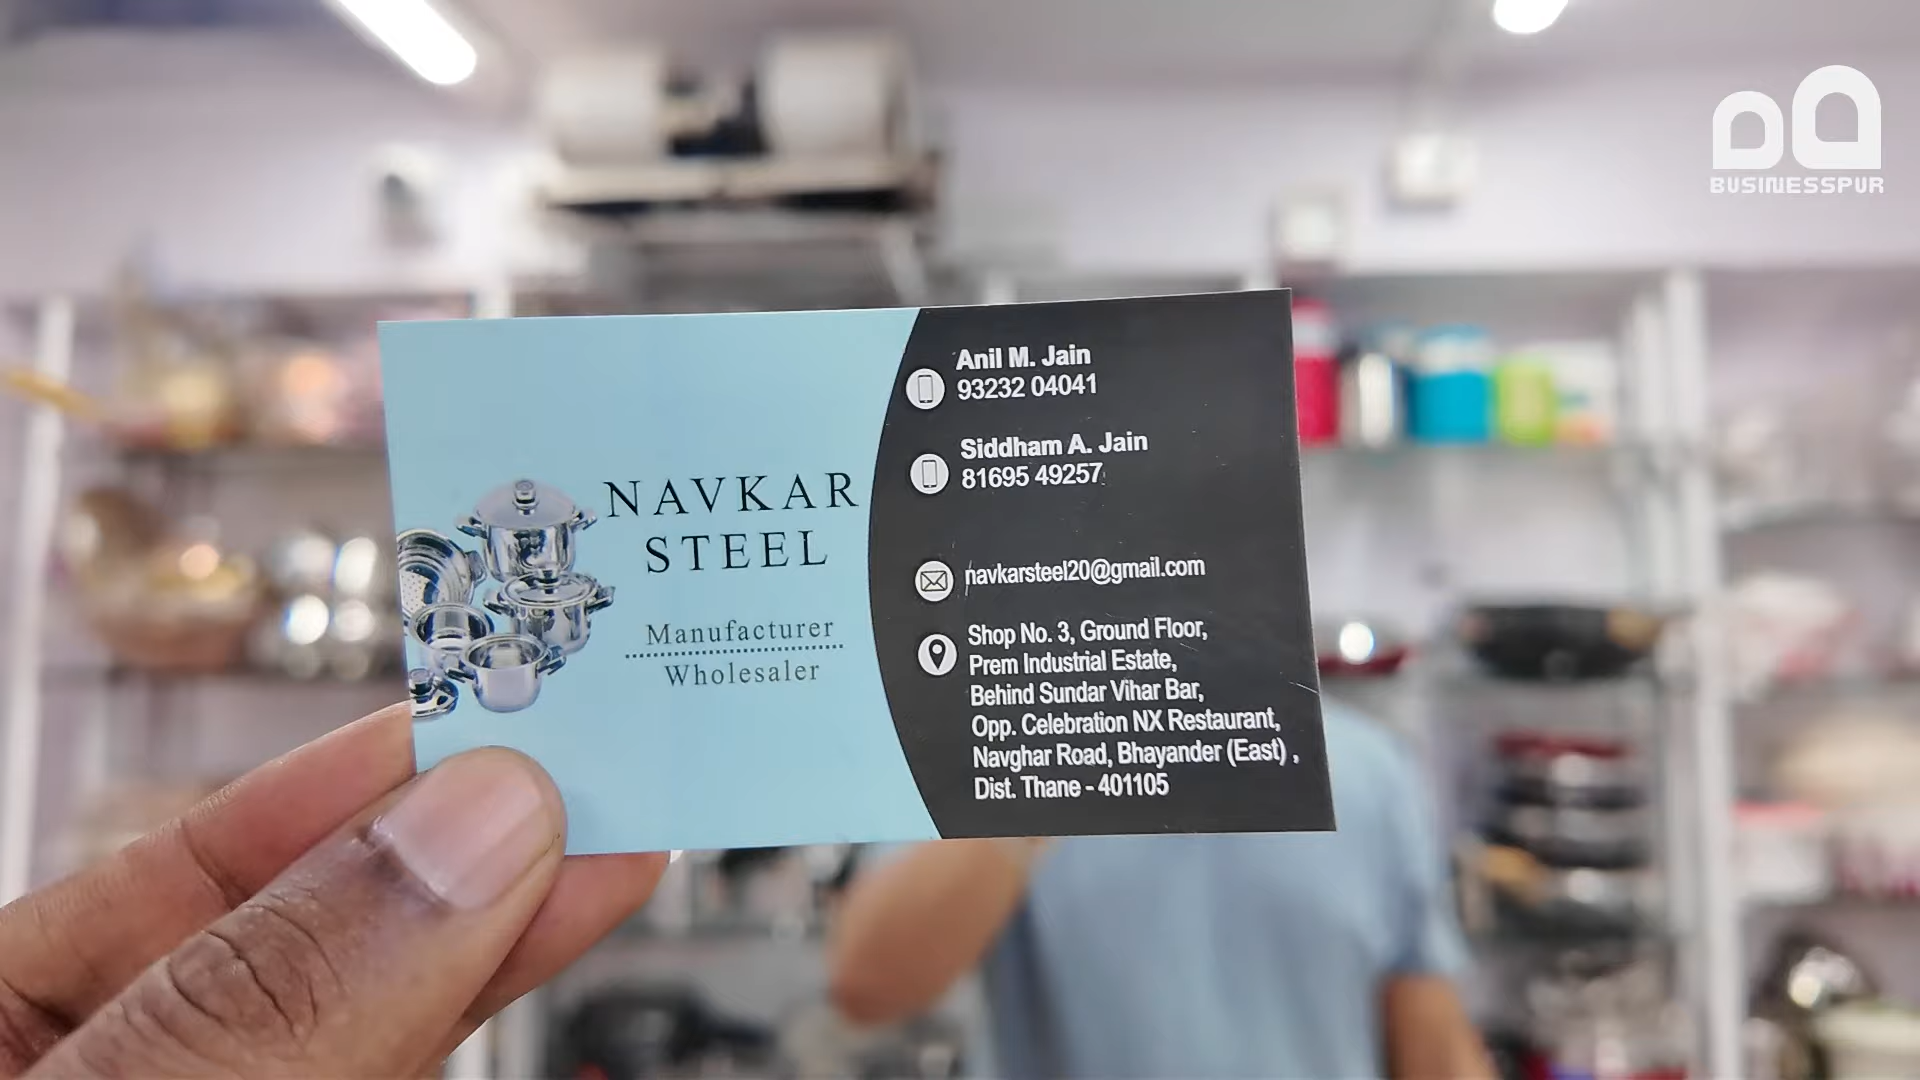 BUSINESSPUR
NAVKAR
STEEL
Manufacturer
Wholesaler
Anil M. Jain
93232 04041
Siddham A. Jain
81695 49257
navkarsteel20@gmail.com
Shop No. 3, Ground Floor,
Prem Industrial Estate,
Behind Sundar Vihar Bar,
Opp. Celebration NX Restaurant,
Navghar Road, Bhayander (East) ,
Dist. Thane - 401105